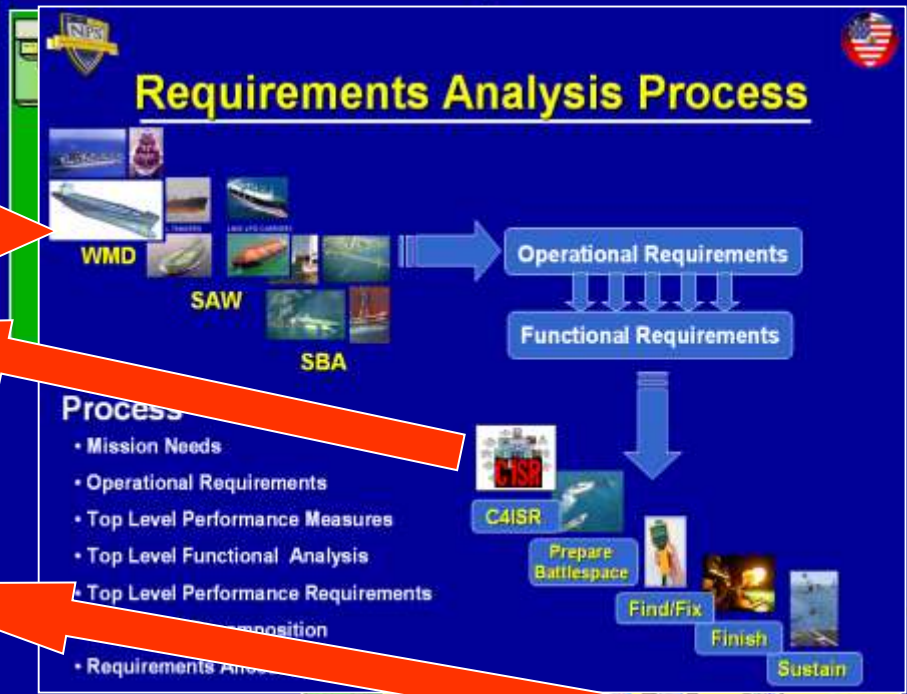 NPS
Requirements Analysis Process
WMD
SAW
SBA
Operational Requirements
Functional Requirements
Process
• Mission Needs
• Operational Requirements
• Top Level Performance Measures
• Top Level Functional Analysis
• Top Level Performance Requirements
• Requirements
C4ISR
C4ISR
Prepare
Battlespace
Find/Fix
Finish
Sustain